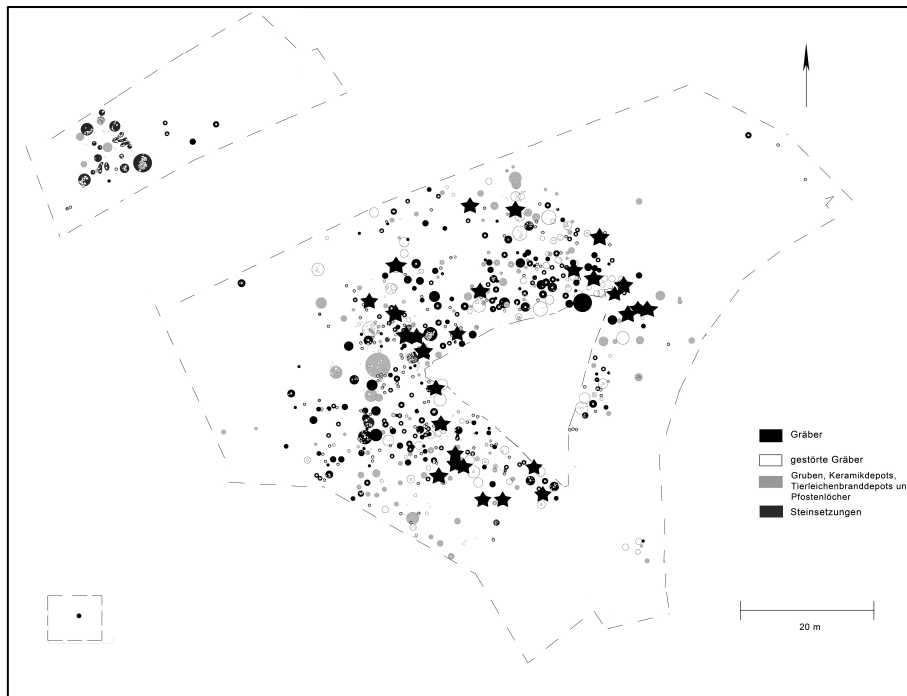 Gräber
gestörte Gräber
Gruben, Keramikdepots,
Tierleichenbranddepots un
Pfostenlöcher
Steinsetzungen
20 m